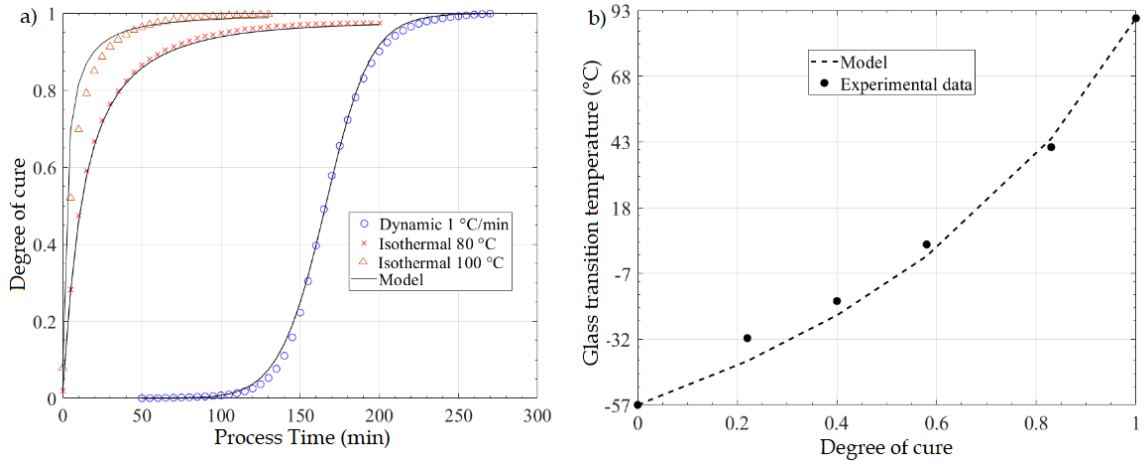 a)
Degree of cure
1
0.8
0.6
0.4
0.2
0
0 50 100 150 200 250 300
Process Time (min)
Dynamic 1 °C/min
Isothermal 80 °C
Isothermal 100 °C
Model
b)
Glass transition temperature (°C)
93
68
43
18
-7
-32
-57
0 0.2 0.4 0.6 0.8 1
Degree of cure
Model
Experimental data